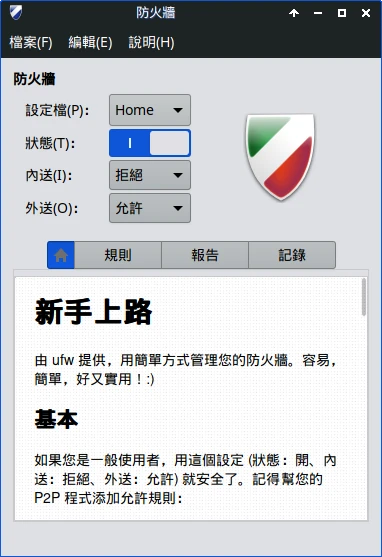 防火牆
檔案(F) 編輯(E) 說明(H)
防火牆
設定檔(P)： Home
狀態(T)：
內送(I)： 拒絕
外送(O)： 允許
規則 報告 記錄
新手上路
由 ufw 提供，用簡單方式管理您的防火牆。容易，
簡單，好又實用！:)
基本
如果您是一般使用者，用這個設定 (狀態：開、內
送：拒絕、外送：允許) 就安全了。記得幫您的
P2P 程式添加允許規則：